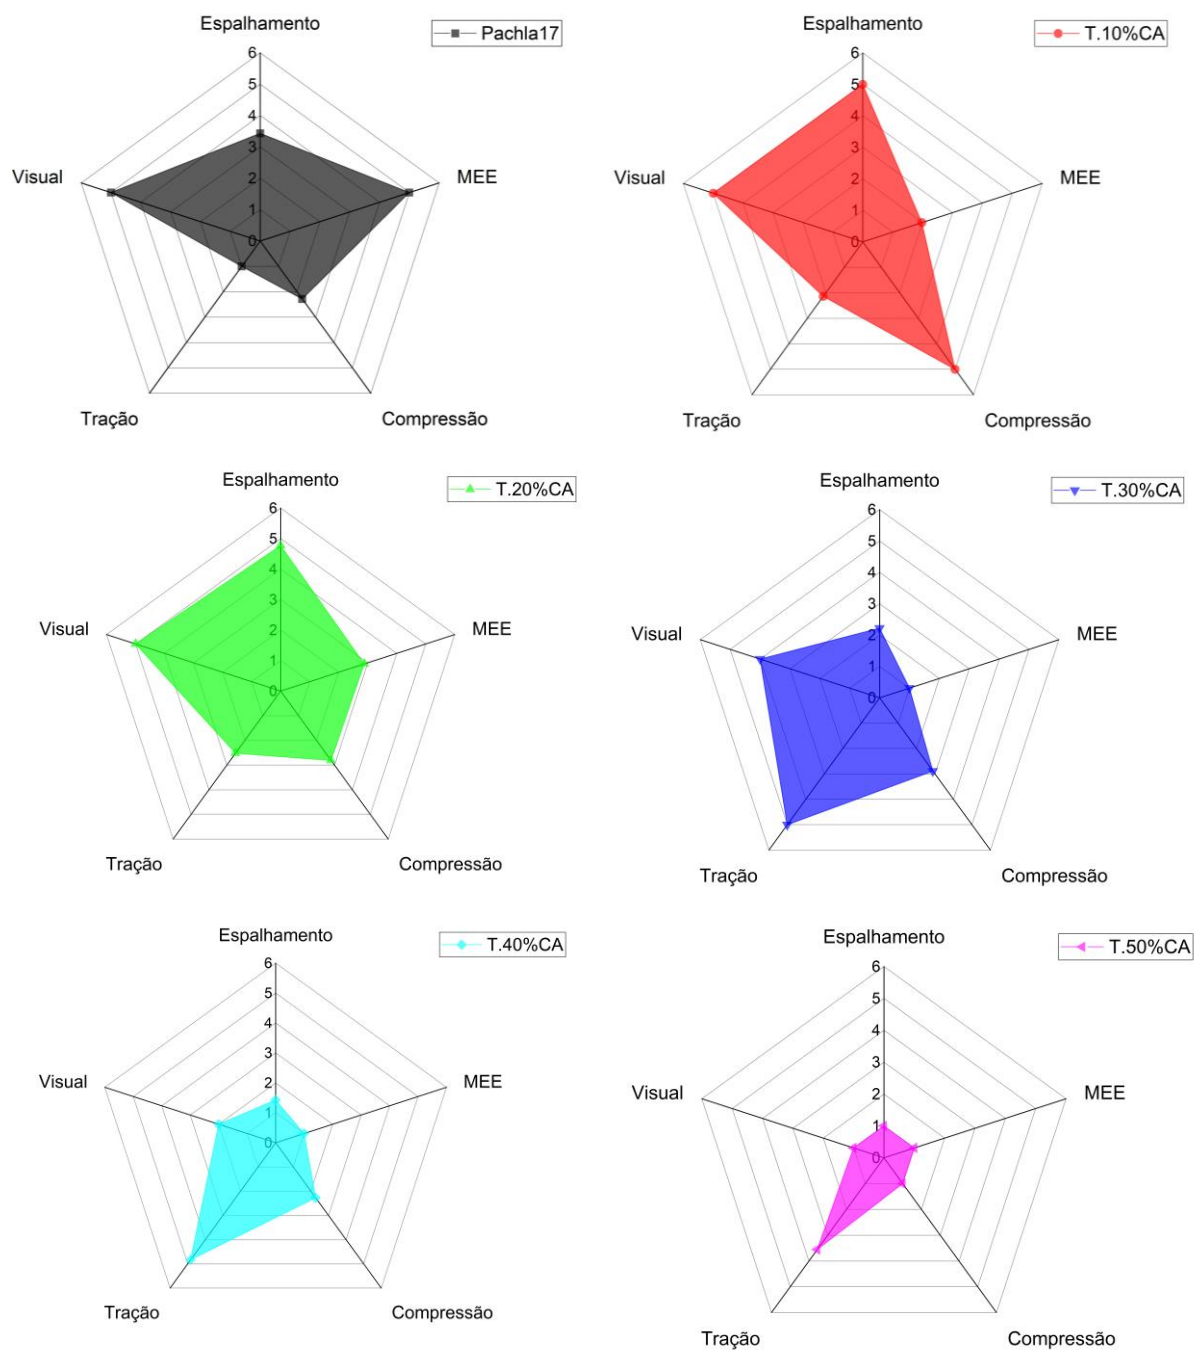 Espalhamento
Pachla17
6
5
4
3
2
1
0
Visual
MEE
Tração
Compressão
Espalhamento
T.10%CA
6
5
4
3
2
1
0
Visual
MEE
Tração
Compressão
Espalhamento
T.20%CA
6
5
4
3
2
1
0
Visual
MEE
Tração
Compressão
Espalhamento
T.30%CA
6
5
4
3
2
1
0
Visual
MEE
Tração
Compressão
Espalhamento
T.40%CA
6
5
4
3
2
1
0
Visual
MEE
Tração
Compressão
Espalhamento
T.50%CA
6
5
4
3
2
1
0
Visual
MEE
Tração
Compressão